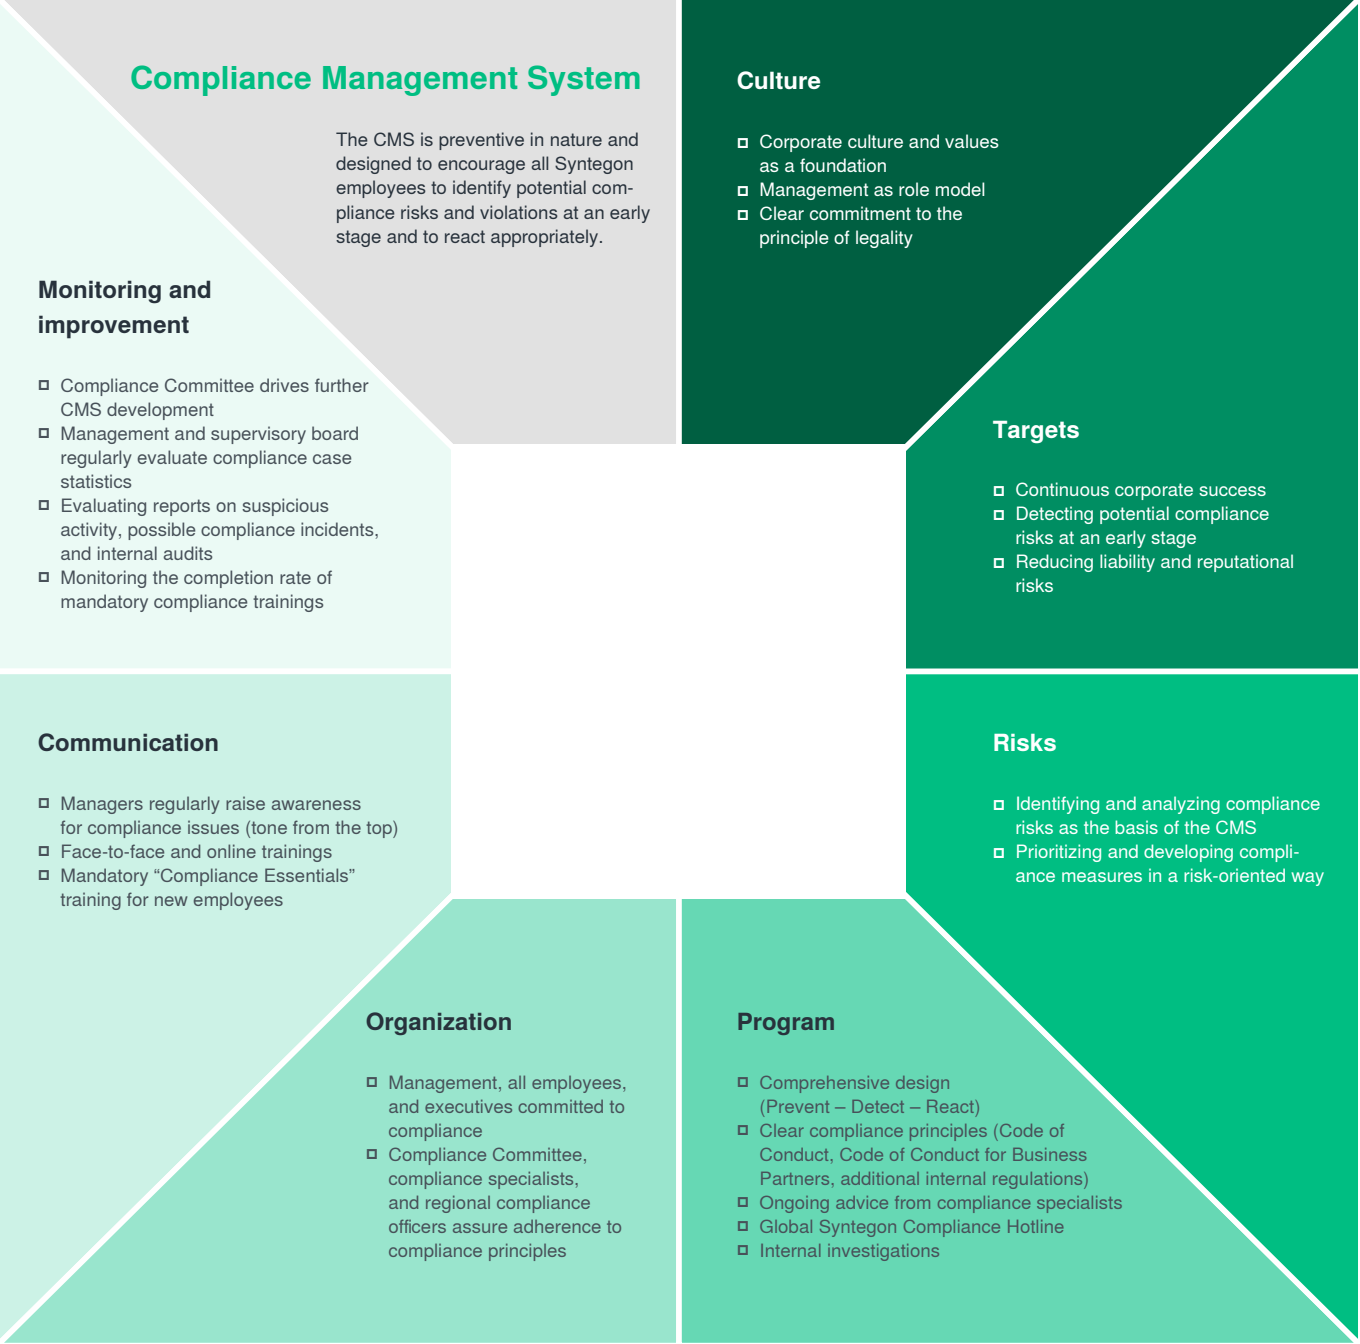 Compliance Management System
The CMS is preventive in nature and
designed to encourage all Syntegon
employees to identify potential com-
pliance risks and violations at an early
stage and to react appropriately.
Culture
Corporate culture and values
as a foundation
Management as role model
Clear commitment to the
principle of legality
Targets
Continuous corporate success
Detecting potential compliance
risks at an early stage
Reducing liability and reputational
risks
Risks
Identifying and analyzing compliance
risks as the basis of the CMS
Prioritizing and developing compli-
ance measures in a risk-oriented way
Program
Comprehensive design
(Prevent – Detect – React)
Clear compliance principles (Code of
Conduct, Code of Conduct for Business
Partners, additional internal regulations)
Ongoing advice from compliance specialists
Global Syntegon Compliance Hotline
Internal investigations
Organization
Management, all employees,
and executives committed to
compliance
Compliance Committee,
compliance specialists,
and regional compliance
officers assure adherence to
compliance principles
Communication
Managers regularly raise awareness
for compliance issues (tone from the top)
Face-to-face and online trainings
Mandatory “Compliance Essentials”
training for new employees
Monitoring and
improvement
Compliance Committee drives further
CMS development
Management and supervisory board
regularly evaluate compliance case
statistics
Evaluating reports on suspicious
activity, possible compliance incidents,
and internal audits
Monitoring the completion rate of
mandatory compliance trainings